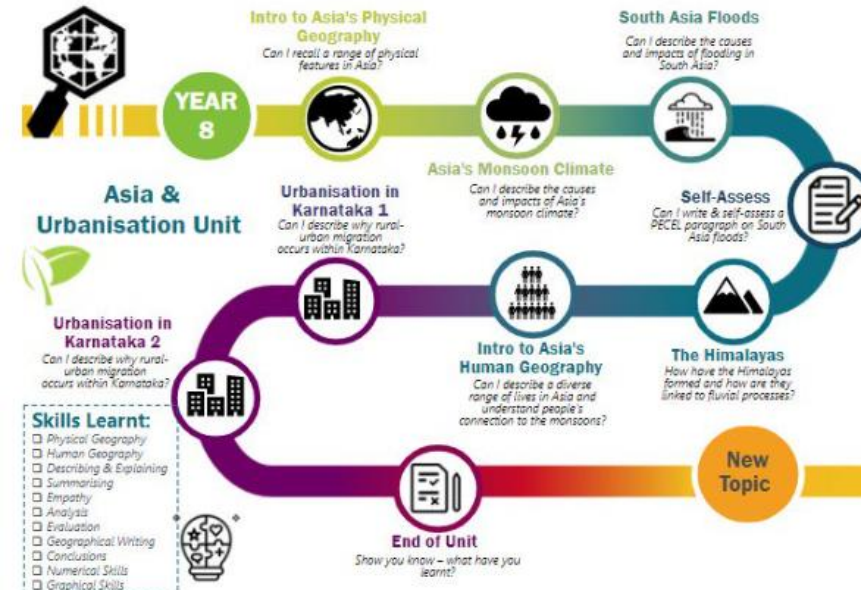 Intro to Asia's Physical
Geography
Can I recall a range of physical
features in Asia?
South Asia Floods
Can I describe the causes
and impacts of flooding in
South Asia?
YEAR
8
Asia's Monsoon Climate
Can I describe the causes
and impacts of Asia's
monsoon climate?
Self-Assess
Can I write & self-assess a
PECEL paragraph on South
Asia floods?
Asia &
Urbanisation Unit
Urbanisation in
Karnataka 1
Can I describe why rural-
urban migration
occurs within Karnataka?
The Himalayas
How have the Himalayas
formed and how are they
linked to fluvial processes?
Intro to Asia's
Human Geography
Can I describe a diverse
range of lives in Asia and
understand people's
connection to the monsoons?
Urbanisation in
Karnataka 2
Can I describe why rural-
urban migration
occurs within Karnataka?
Skills Learnt:
Physical Geography
Human Geography
Describing & Explaining
Summarising
Empathy
Analysis
Evaluation
Geographical Writing
Conclusions
Numerical Skills
Graphical Skills
End of Unit
Show you know – what have you
learnt?
New
Topic